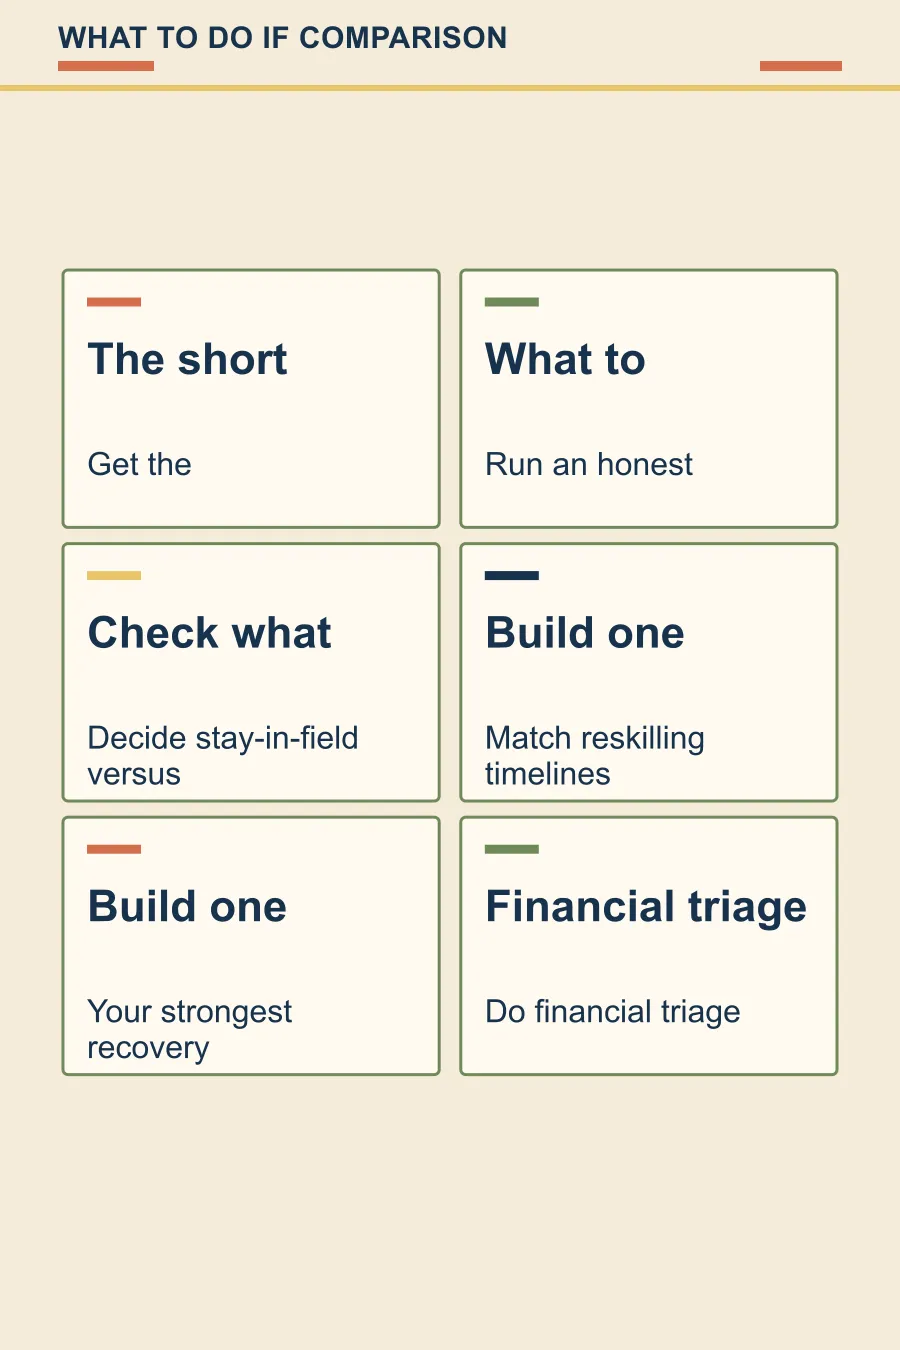 WHAT TO DO IF COMPARISON
The short
Get the
What to
Run an honest
Check what
Decide stay-in-field
versus
Build one
Match reskilling
timelines
Build one
Your strongest
recovery
Financial triage
Do financial triage